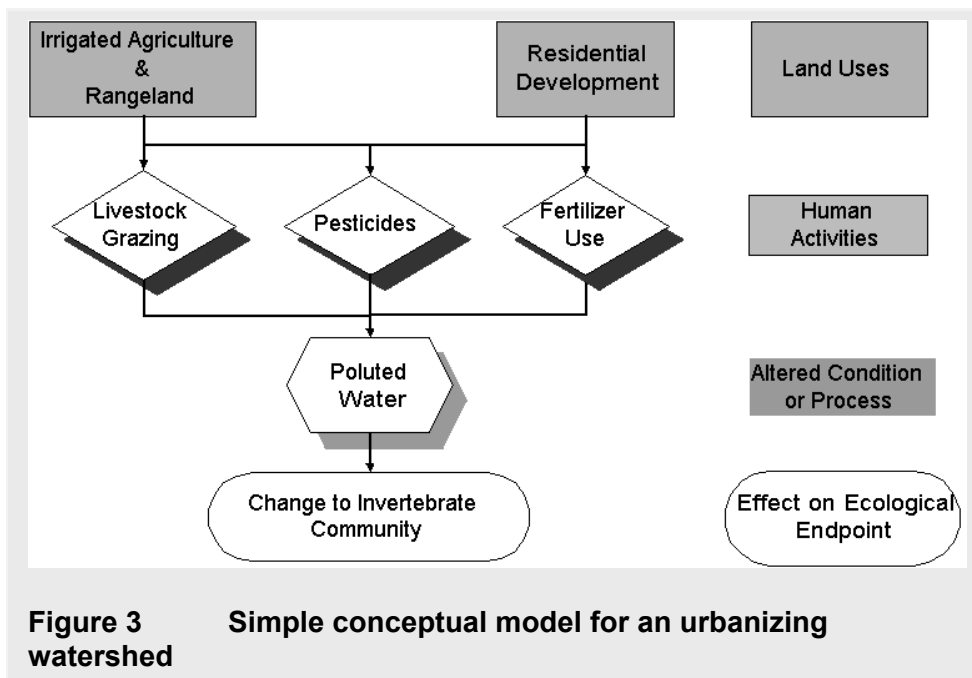 Irrigated Agriculture
&
Rangeland
Residential
Development
Land Uses
Livestock
Grazing
Pesticides
Fertilizer
Use
Human
Activities
Poluted
Water
Altered Condition
or Process
Change to Invertebrate
Community
Effect on Ecological
Endpoint
Figure 3 Simple conceptual model for an urbanizing
watershed